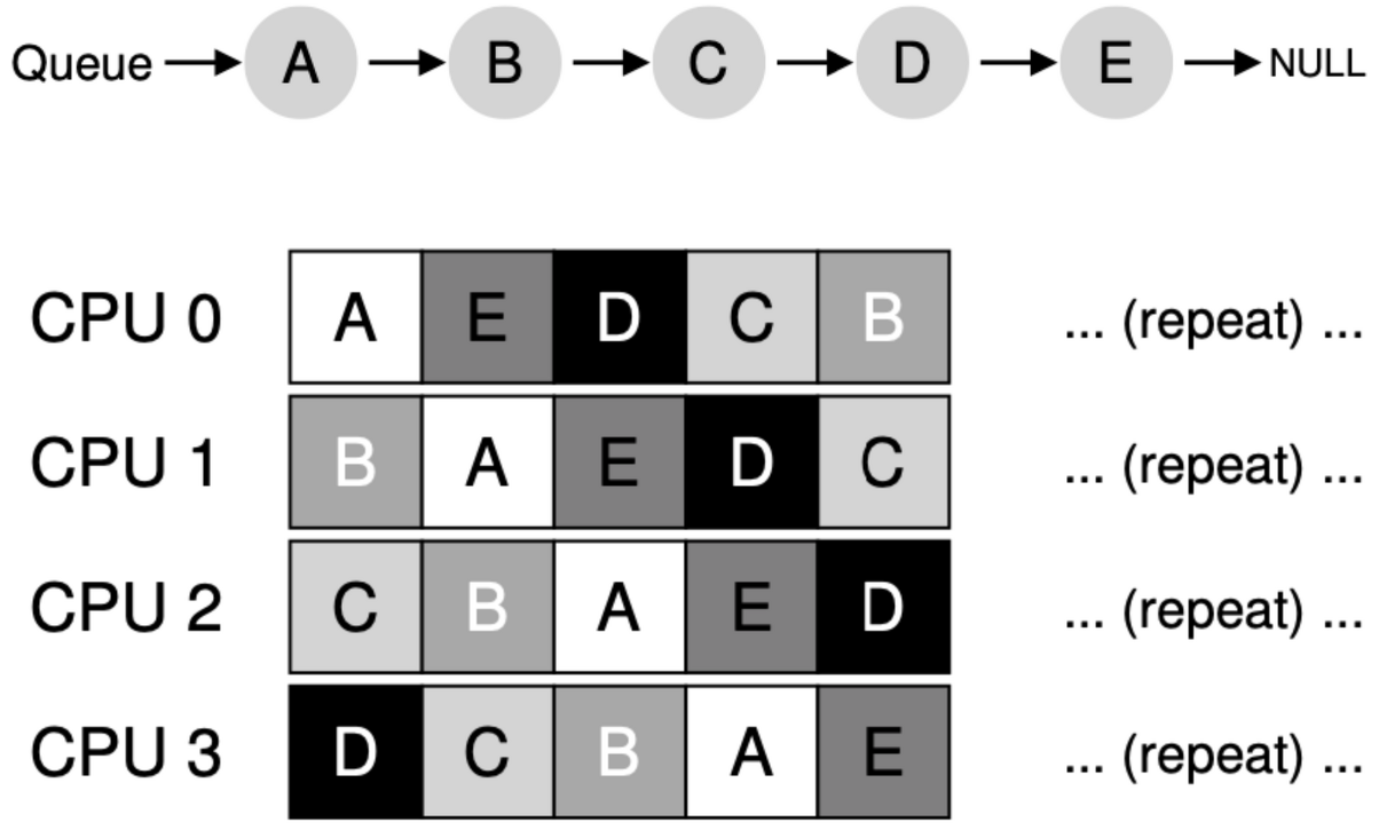 Queue A B C D E NULL
CPU 0 A E D C B ... (repeat) ...
CPU 1 B A E D C ... (repeat) ...
CPU 2 C B A E D ... (repeat) ...
CPU 3 D C B A E ... (repeat) ...